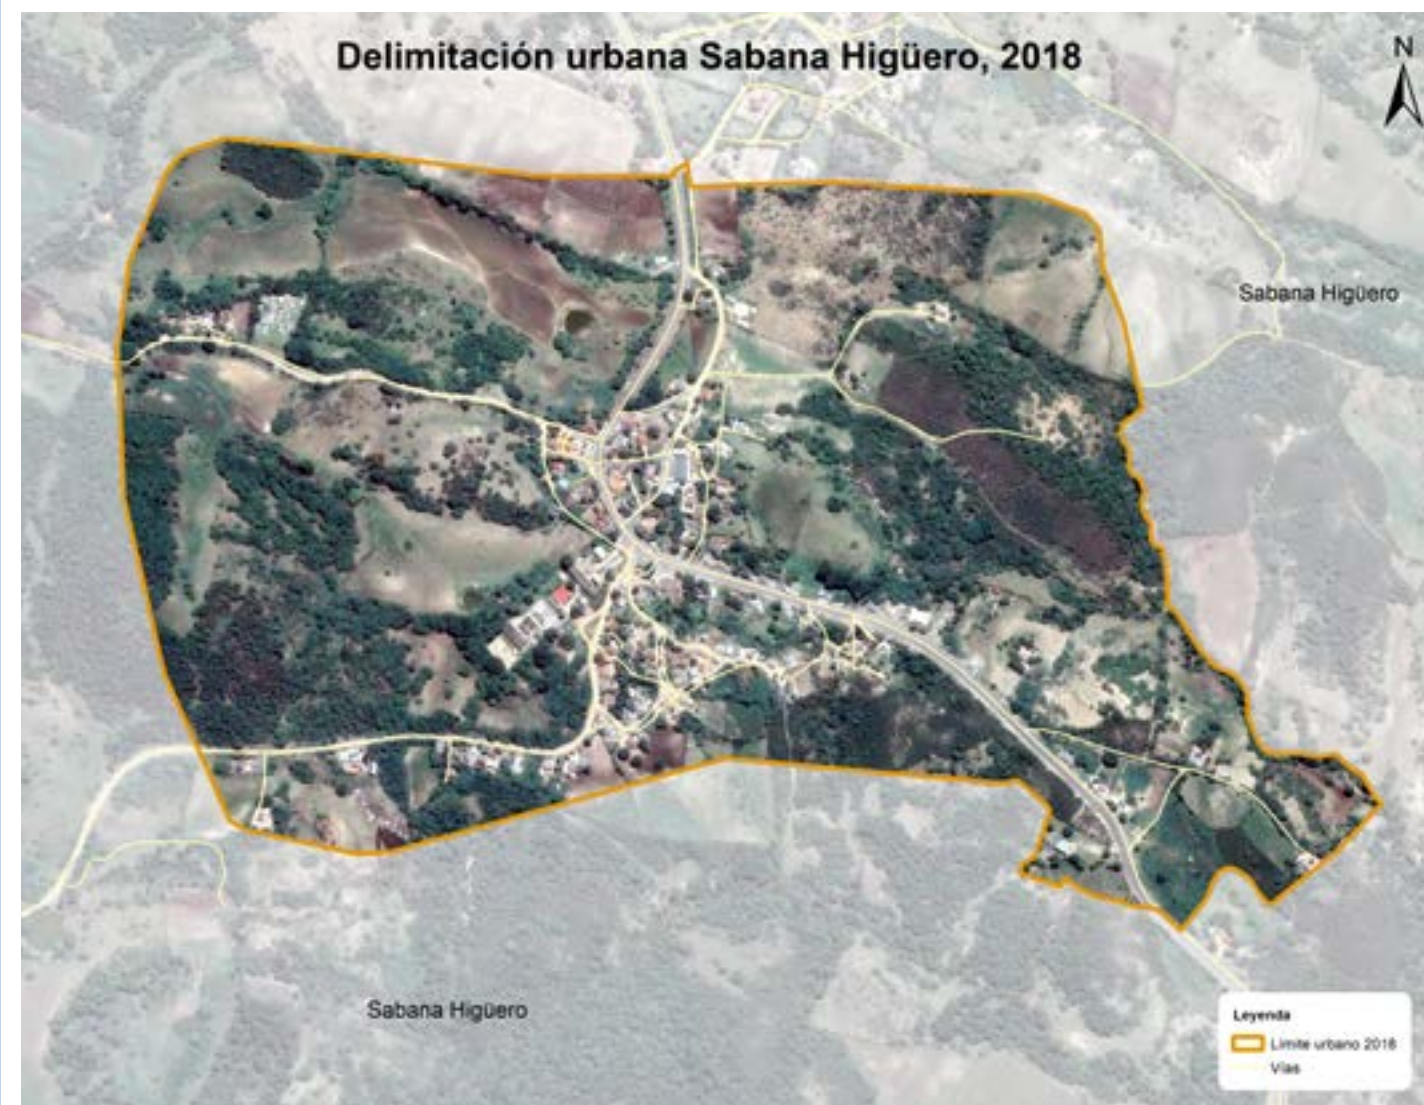 Delimitación urbana Sabana Higüero, 2018
N
Sabana Higüero
Sabana Higüero
Leyenda
Límite urbano 2018
Vías